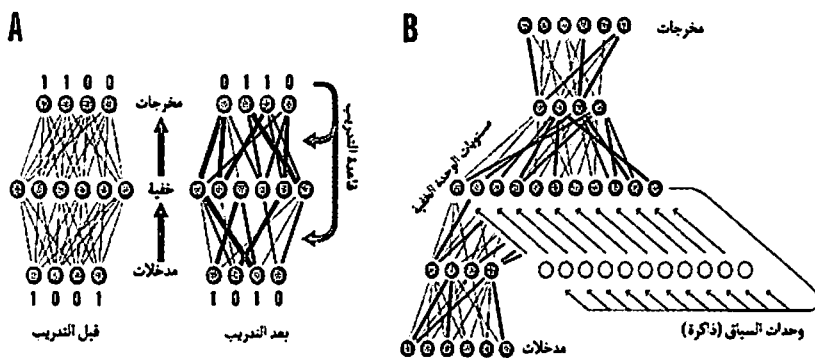 A
1 1 0 0
0 1 1 0
مخرجات
قاعدة التدريب
خفية
مدخلات
1 0 0 1
1 0 1 0
قبل التدريب
بعد التدريب
B
مخرجات
مستويات الوحدة الخفية
وحدات السياق (ذاكرة)
مدخلات